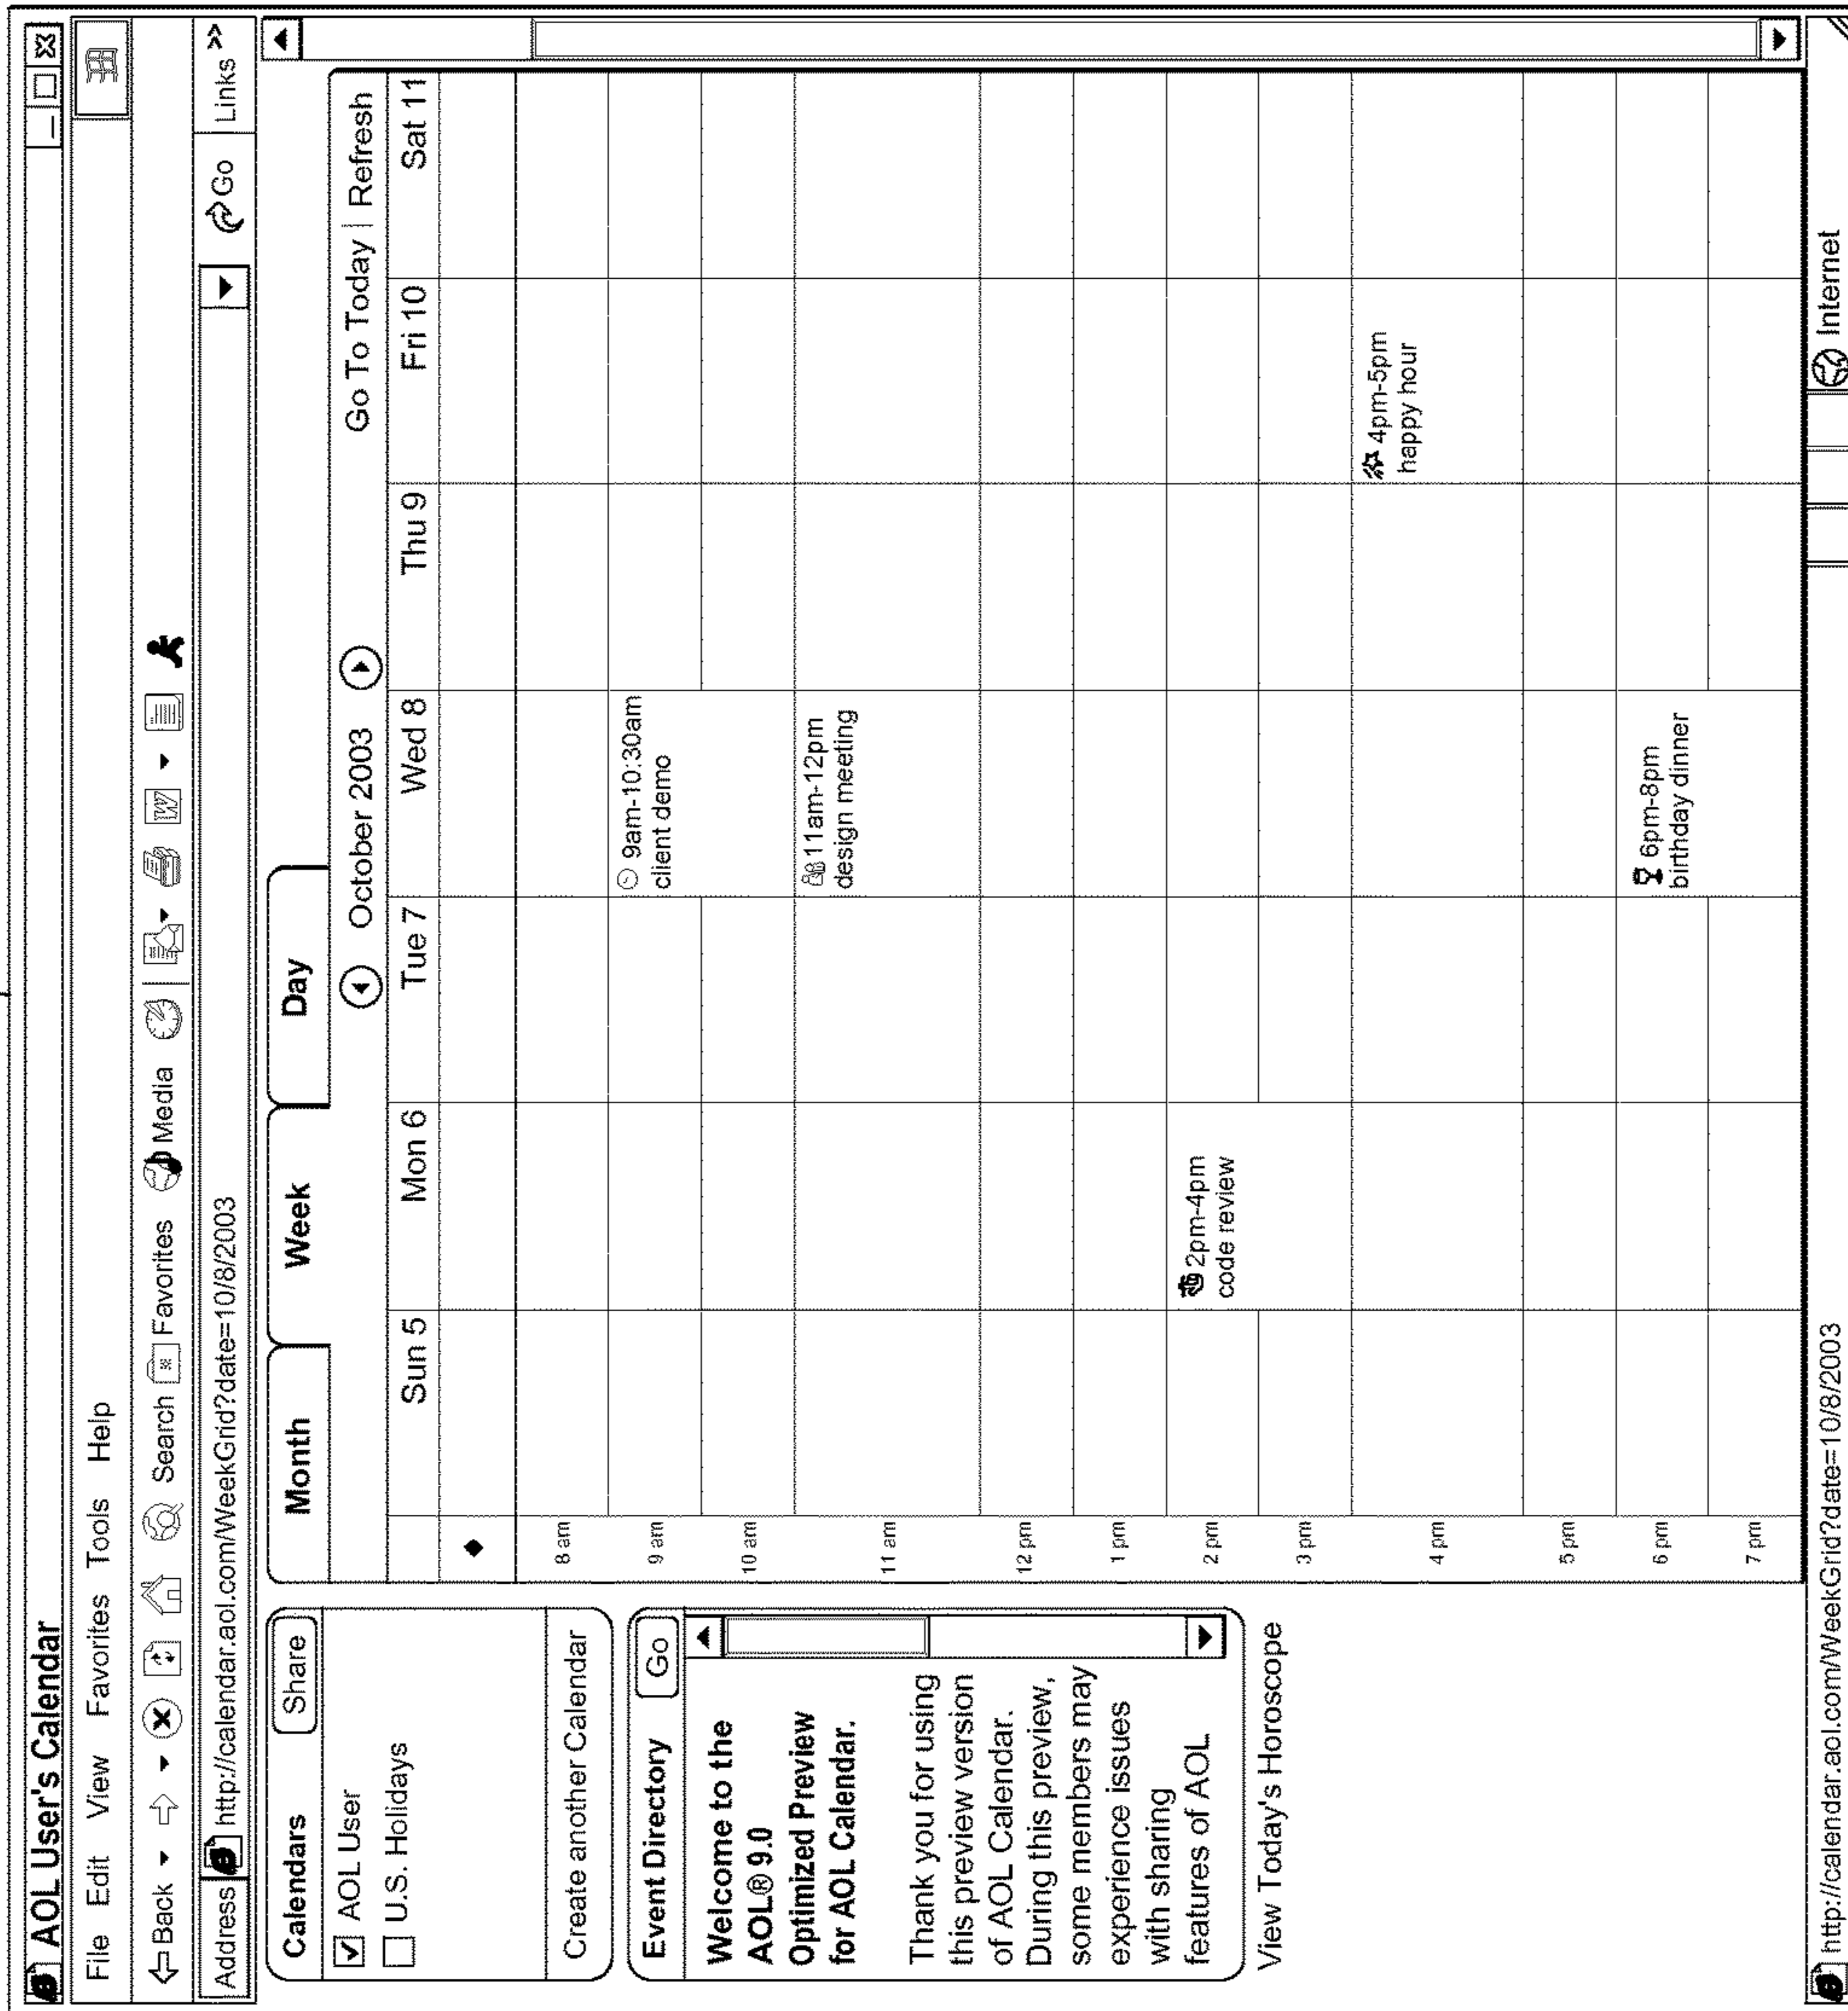 AOL User's Calendar
File Edit View Favorites Tools Help
Back Search Favorites Media
Address http://calendar.aol.com/WeekGrid?date=10/8/2003 Go Links >>
Calendars Share
AOL User
U.S. Holidays
Create another Calendar
Event Directory Go
Welcome to the
AOL® 9.0
Optimized Preview
for AOL Calendar.
Thank you for using
this preview version
of AOL Calendar.
During this preview,
some members may
experience issues
with sharing
features of AOL
View Today's Horoscope
Month Week Day
October 2003 Go To Today | Refresh
Sun 5 Mon 6 Tue 7 Wed 8 Thu 9 Fri 10 Sat 11
8 am
9 am
9am-10:30am
client demo
10 am
11 am
11am-12pm
design meeting
12 pm
1 pm
2 pm
2pm-4pm
code review
3 pm
4 pm
4pm-5pm
happy hour
5 pm
6 pm
6pm-8pm
birthday dinner
7 pm
http://calendar.aol.com/WeekGrid?date=10/8/2003 Internet